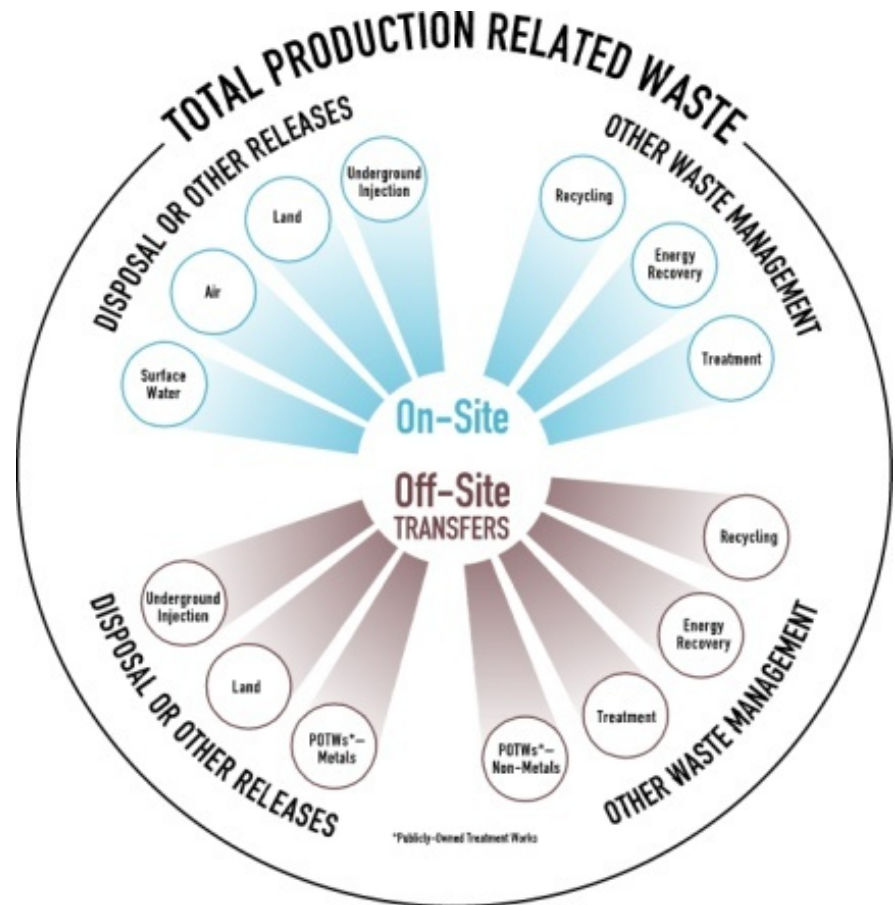 TOTAL PRODUCTION RELATED WASTE
DISPOSAL OR OTHER RELEASES
Underground
Injection
Land
Air
Surface
Water
OTHER WASTE MANAGEMENT
Recycling
Energy
Recovery
Treatment
On-Site
Off-Site
TRANSFERS
Underground
Injection
Land
POTWs*–
Metals
DISPOSAL OR OTHER RELEASES
Recycling
Energy
Recovery
Treatment
POTWs*–
Non-Metals
OTHER WASTE MANAGEMENT
*Publicly-Owned Treatment Works